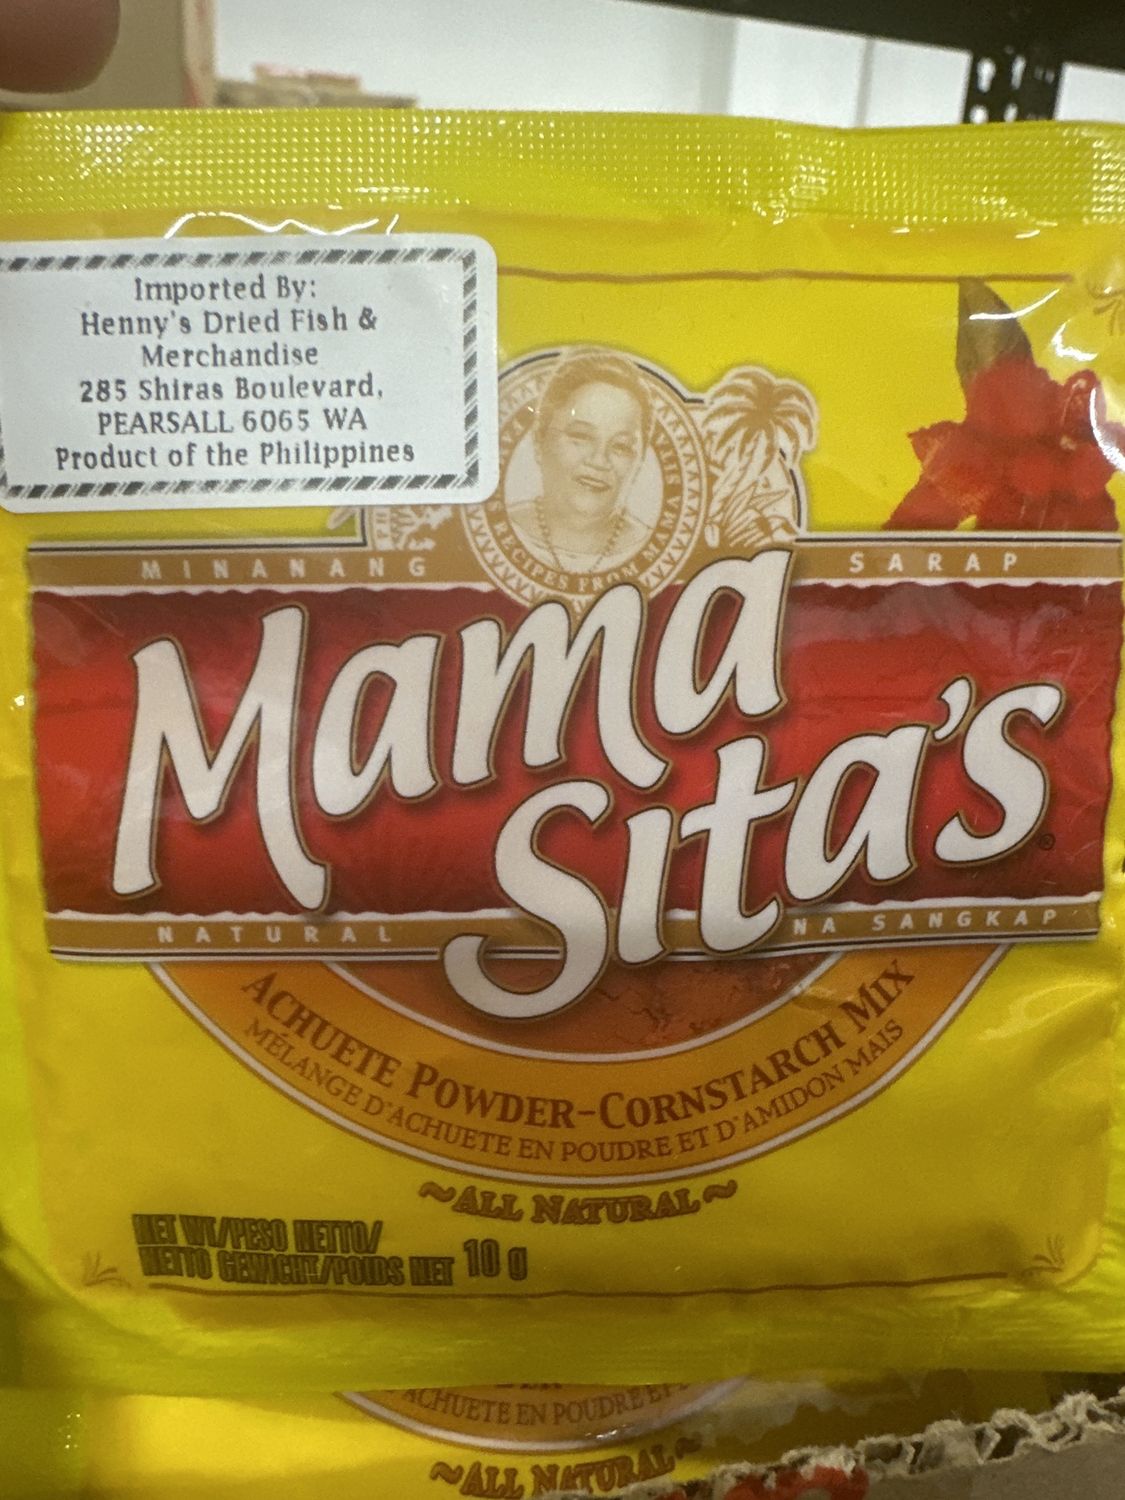 Imported By:
Henny's Dried Fish &
Merchandise
285 Shiras Boulevard,
PEARSALL 6065 WA
Product of the Philippines
S RECIPES FROM MAMA
MINANANG SARAP
Mama
Sita's®
NATURAL NA SANGKAP
ACHUETE POWDER-CORNSTARCH MIX
MÉLANGE D'ACHUETE EN POUDRE ET D'AMIDON MAIS
~ALL NATURAL~
NET WT/PESO NETTO/
NETTO GEWICHT/POIDS NET 10 g
ACHUETE EN POUDRE ET
~ALL NATURAL~